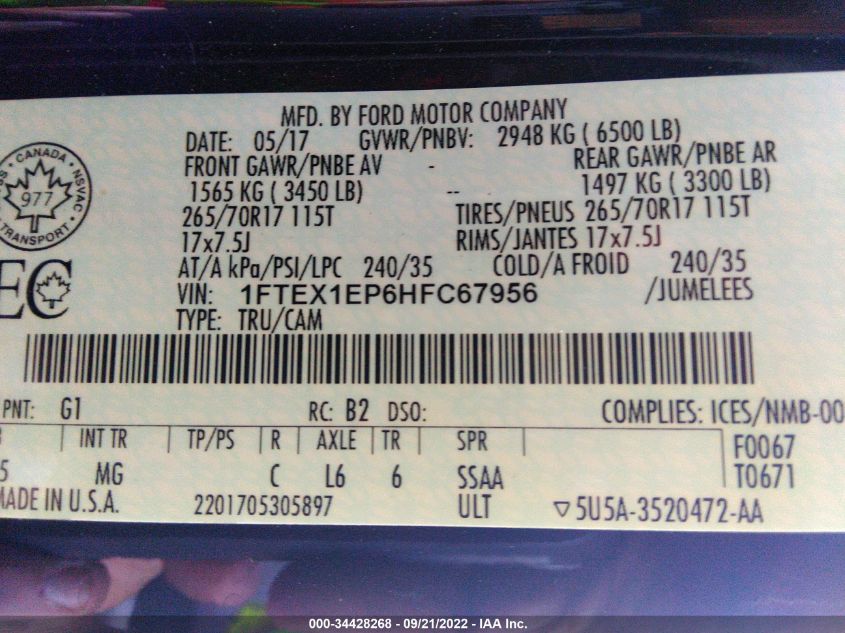 MFD. BY FORD MOTOR COMPANY
DATE: 05/17 GVWR/PNBV: 2948 KG ( 6500 LB)
FRONT GAWR/PNBE AV - REAR GAWR/PNBE AR
1565 KG ( 3450 LB) -- 1497 KG ( 3300 LB)
265/70R17 115T TIRES/PNEUS 265/70R17 115T
17x7.5J RIMS/JANTES 17x7.5J
AT/A kPa/PSI/LPC 240/35 COLD/A FROID 240/35
VIN: 1FTEX1EP6HFC67956 /JUMELEES
TYPE: TRU/CAM
CANADA
NSVAC
977
TRANSPORT
EC
PNT: G1 RC: B2 DSO: COMPLIES: ICES/NMB-00
INT TR TP/PS R AXLE TR SPR F0067
5 MG C L6 6 SSAA T0671
MADE IN U.S.A. 2201705305897 ULT 5U5A-3520472-AA
000-34428268 - 09/21/2022 - IAA Inc.